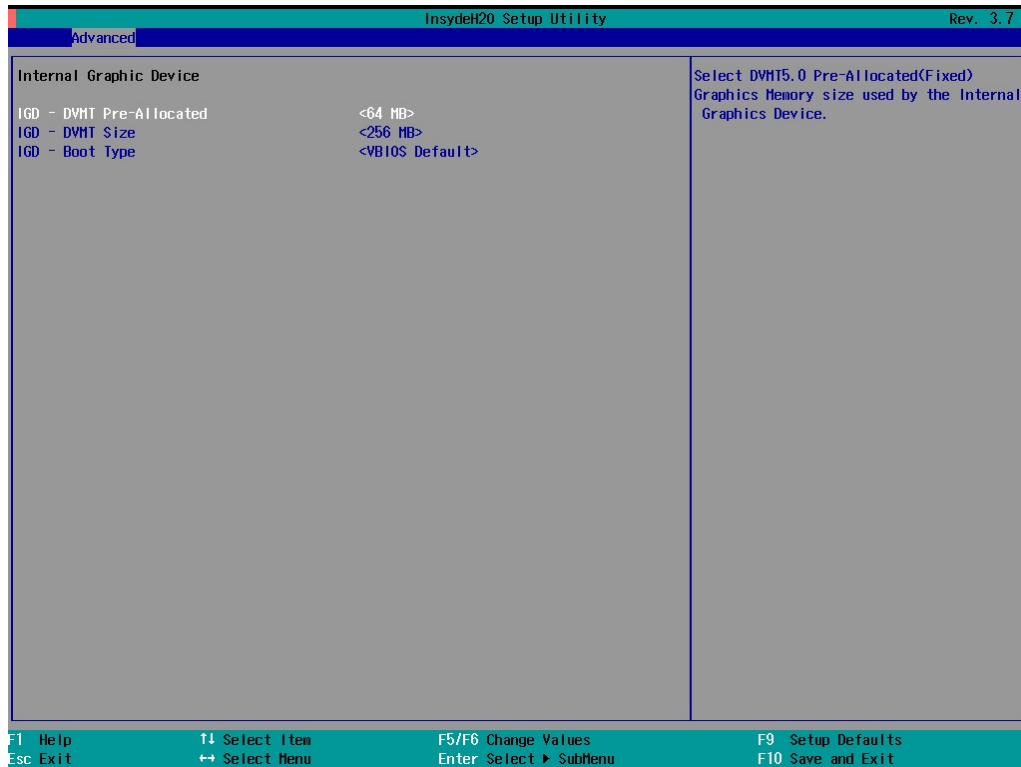 InsydeH20 Setup Utility Rev. 3.7
Advanced
Internal Graphic Device
IGD - DVMT Pre-Allocated <64 MB>
IGD - DVMT Size <256 MB>
IGD - Boot Type <VBIOS Default>
Select DVMT5.0 Pre-Allocated(Fixed)
Graphics Memory size used by the Internal
Graphics Device.
F1 Help ↑↓ Select Item F5/F6 Change Values F9 Setup Defaults
Esc Exit ↔ Select Menu Enter Select ▶ SubMenu F10 Save and Exit